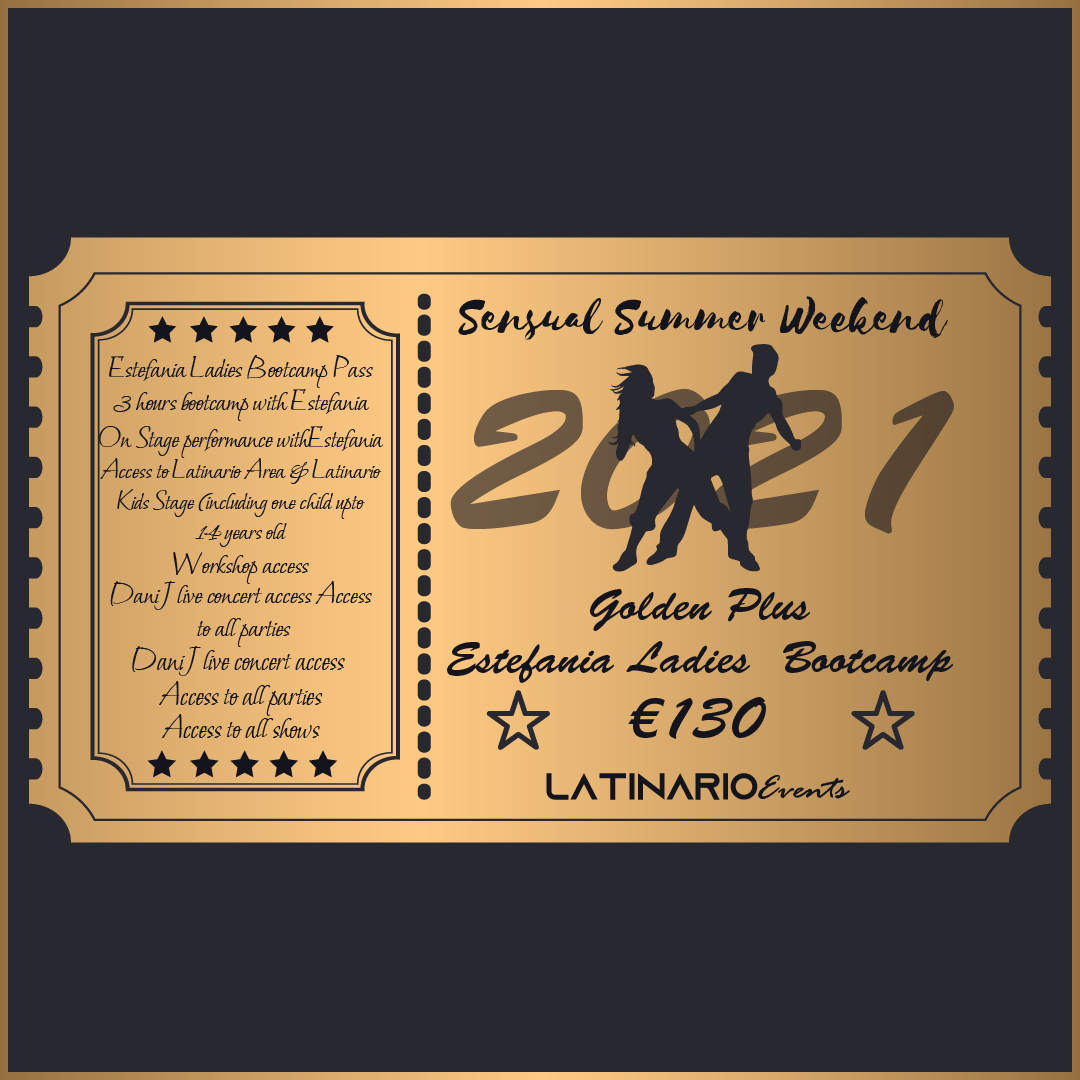 Estefania Ladies Bootcamp Pass
3 hours bootcamp with Estefania
On Stage performance withEstefania
Access to Latinario Area & Latinario
Kids Stage (including one child upto
14 years old
Workshop access
Dani J live concert access Access
to all parties
Dani J live concert access
Access to all parties
Access to all shows
Sensual Summer Weekend
2021
Golden Plus
Estefania Ladies Bootcamp
€130
LATINARIO Events